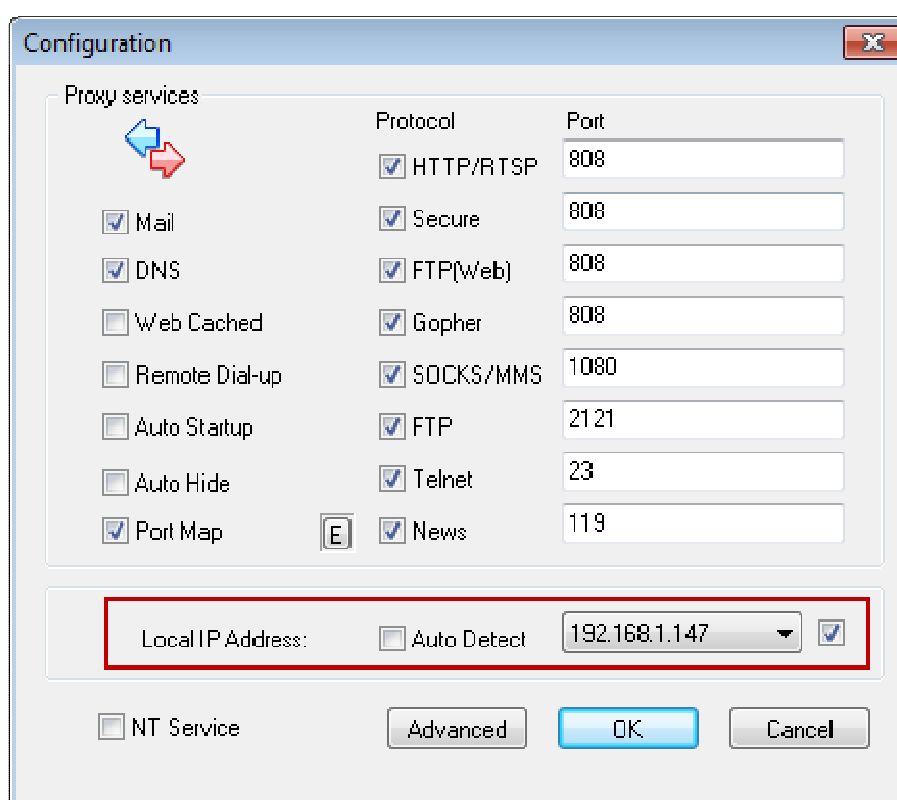 Configuration
Proxy services
Protocol Port
HTTP/RTSP 808
Mail Secure 808
DNS FTP(Web) 808
Web Cached Gopher 808
Remote Dial-up SOCKS/MMS 1080
Auto Startup FTP 2121
Auto Hide Telnet 23
Port Map E News 119
Local IP Address: Auto Detect 192.168.1.147
NT Service Advanced OK Cancel